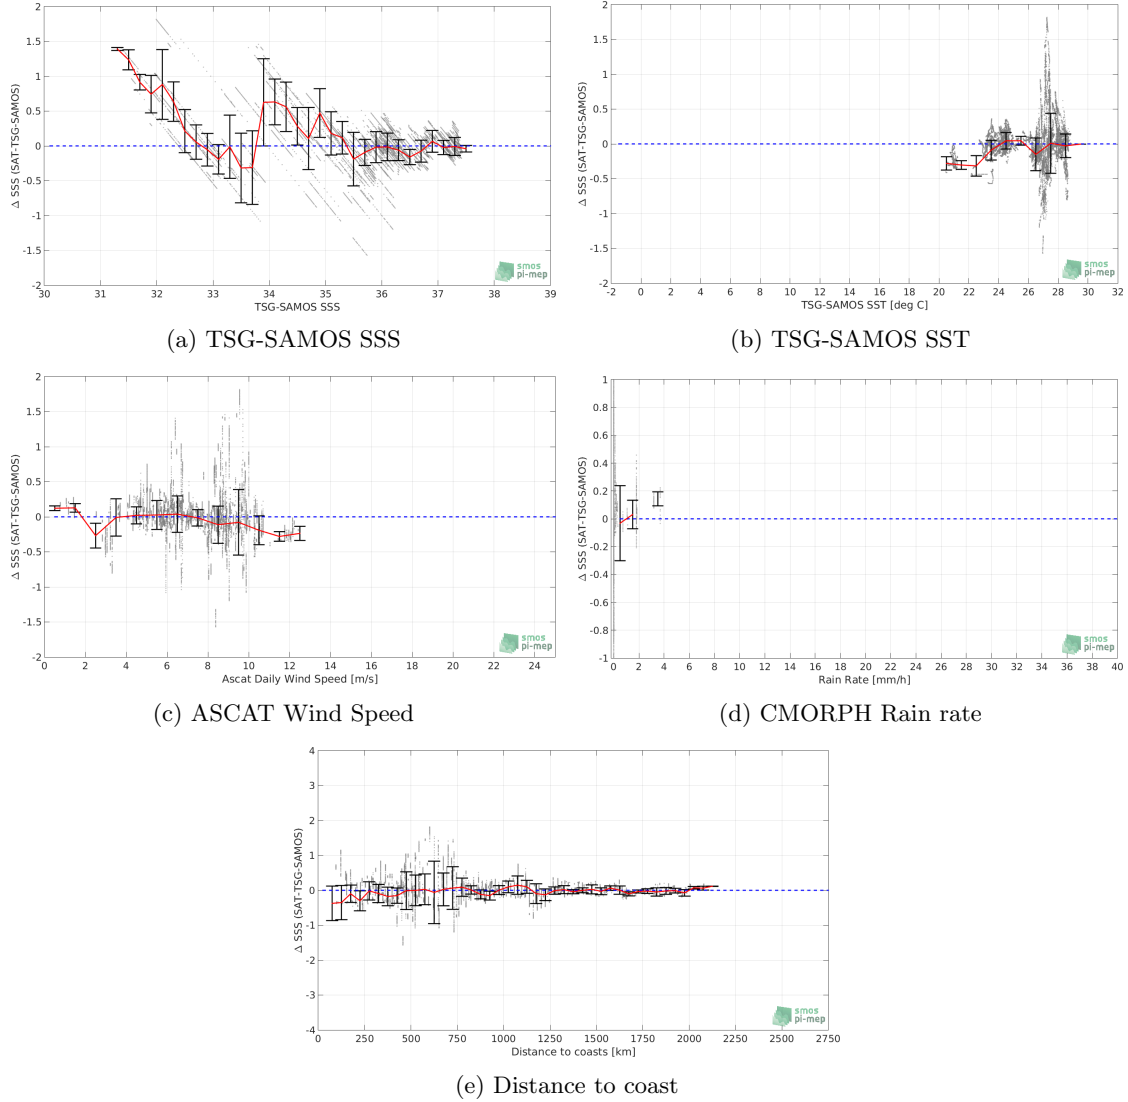 2
1.5
1
0.5
0
-0.5
-1
-1.5
-2
Δ SSS (SAT-TSG-SAMOS)
30 31 32 33 34 35 36 37 38 39
TSG-SAMOS SSS
smos
pi-mep
(a) TSG-SAMOS SSS
2
1.5
1
0.5
0
-0.5
-1
-1.5
2
Δ SSS (SAT-TSG-SAMOS)
-2 0 2 4 6 8 10 12 14 16 18 20 22 24 26 28 30 32
TSG-SAMOS SST [deg C]
smos
pi-mep
(b) TSG-SAMOS SST
2
1.5
1
0.5
0
-0.5
-1
-1.5
-2
Δ SSS (SAT-TSG-SAMOS)
0 2 4 6 8 10 12 14 16 18 20 22 24
Ascat Daily Wind Speed [m/s]
smos
pi-mep
(c) ASCAT Wind Speed
1
0.8
0.6
0.4
0.2
0
-0.2
-0.4
-0.6
-0.8
-1
Δ SSS (SAT-TSG-SAMOS)
0 2 4 6 8 10 12 14 16 18 20 22 24 26 28 30 32 34 36 38 40
Rain Rate [mm/h]
smos
pi-mep
(d) CMORPH Rain rate
4
3
2
1
0
-1
-2
-3
-4
Δ SSS (SAT-TSG-SAMOS)
0 250 500 750 1000 1250 1500 1750 2000 2250 2500 2750
Distance to coasts [km]
smos
pi-mep
(e) Distance to coast